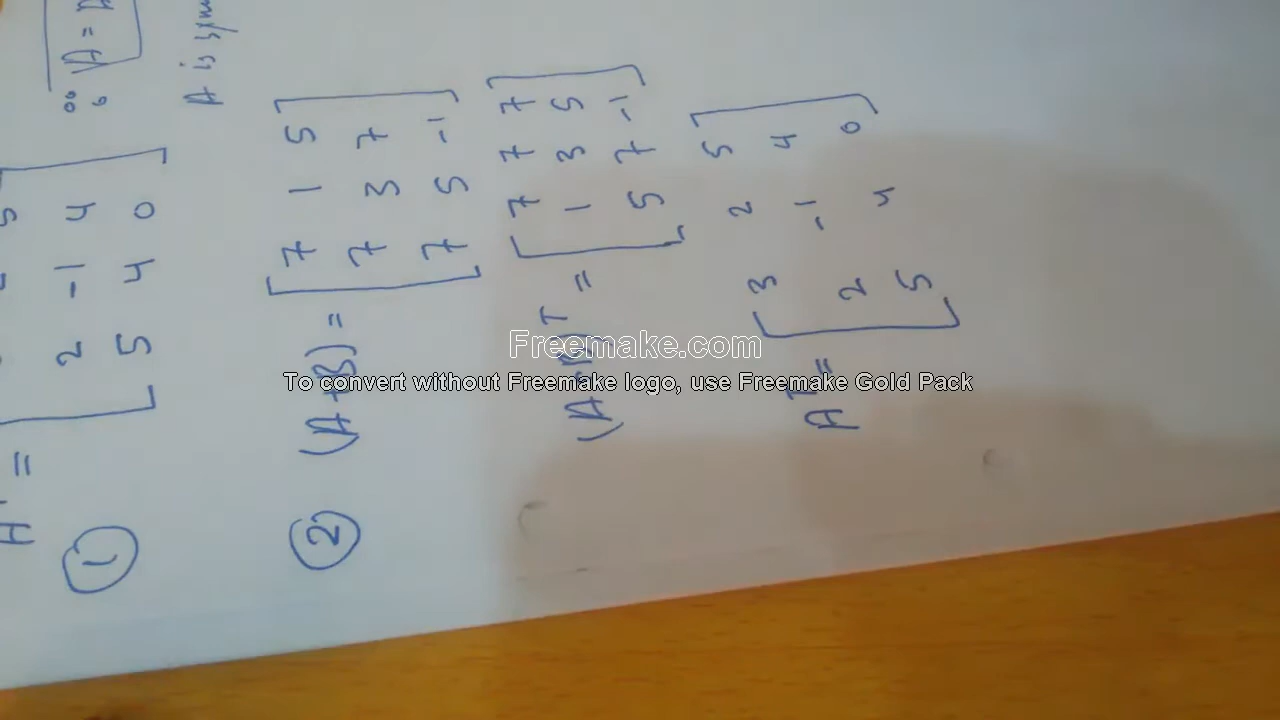 =
2 -1 4 ∴ A =
① 5 4 0
A is
7 1 5
② (A+B) = 7 3 7
7 5 -1
7 7 7
(A+B)ᵀ = 1 3 5
5 7 -1
3 2 5
Aᵀ = 2 -1 4
5 4 0
Freemake.com
To convert without Freemake logo, use Freemake Gold Pack